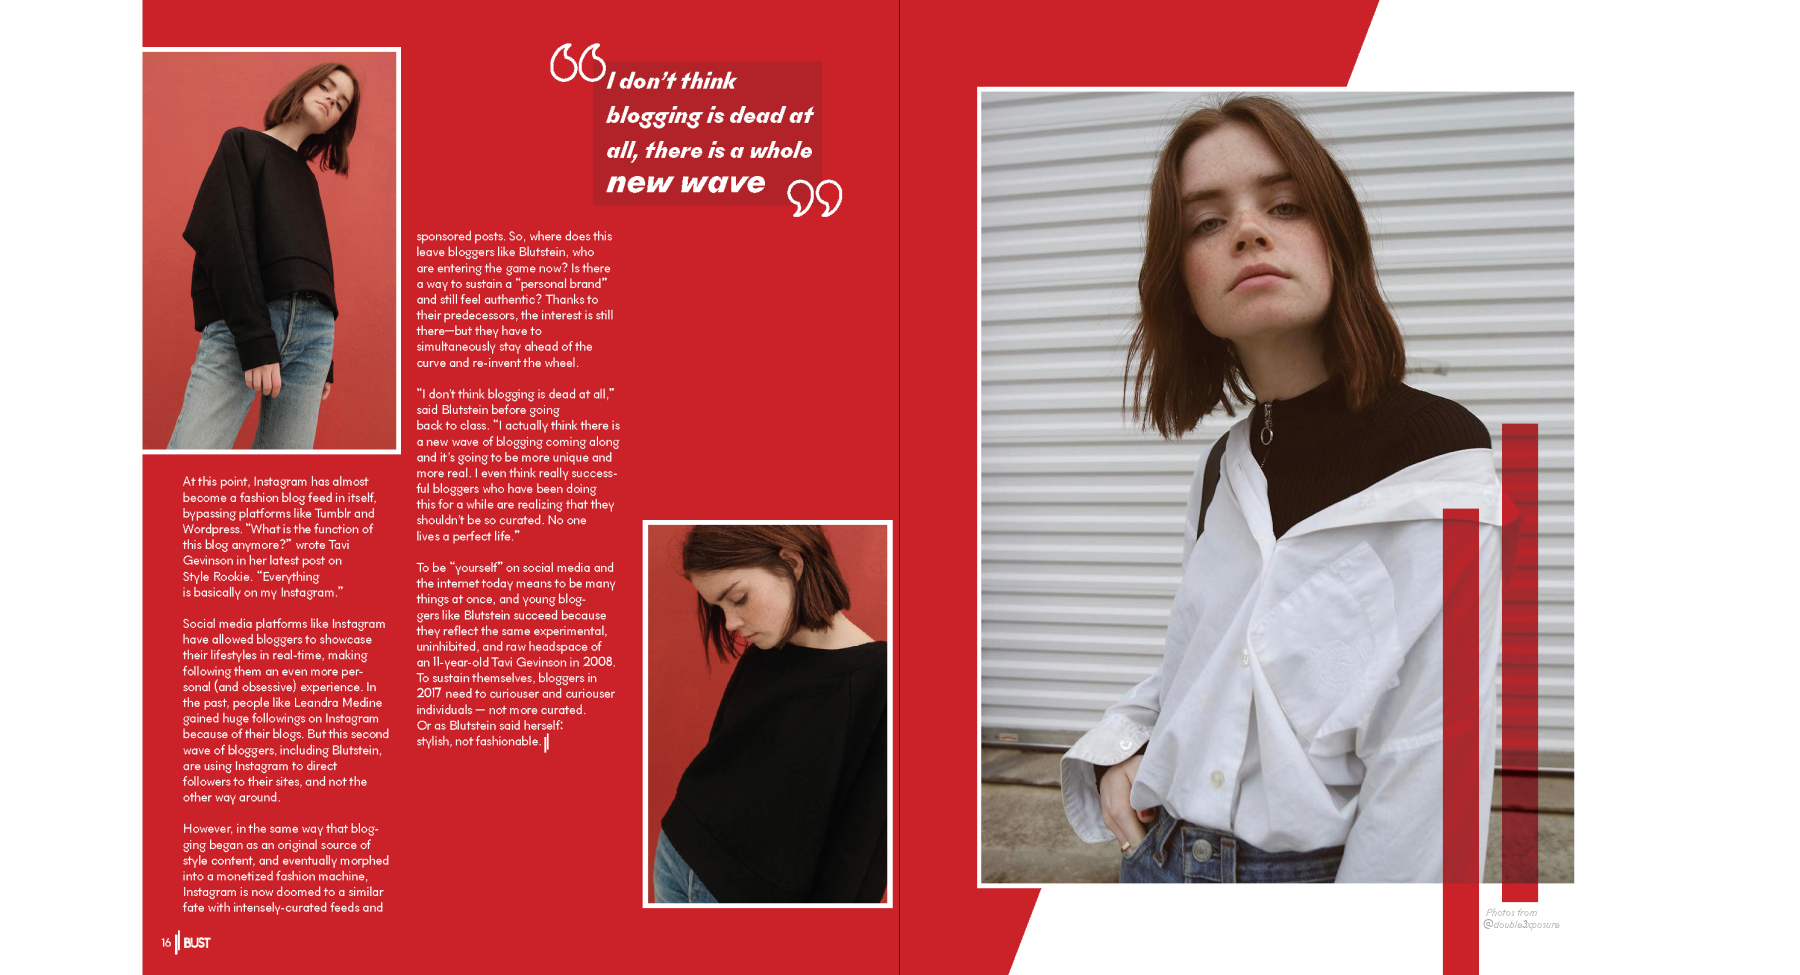 “I don’t think
blogging is dead at
all, there is a whole
new wave”
At this point, Instagram has almost
become a fashion blog feed in itself,
bypassing platforms like Tumblr and
Wordpress. “What is the function of
this blog anymore?” wrote Tavi
Gevinson in her latest post on
Style Rookie. “Everything
is basically on my Instagram.”
Social media platforms like Instagram
have allowed bloggers to showcase
their lifestyles in real-time, making
following them an even more per-
sonal (and obsessive) experience. In
the past, people like Leandra Medine
gained huge followings on Instagram
because of their blogs. But this second
wave of bloggers, including Blutstein,
are using Instagram to direct
followers to their sites, and not the
other way around.
However, in the same way that blog-
ging began as an original source of
style content, and eventually morphed
into a monetized fashion machine,
Instagram is now doomed to a similar
fate with intensely-curated feeds and
sponsored posts. So, where does this
leave bloggers like Blutstein, who
are entering the game now? Is there
a way to sustain a “personal brand”
and still feel authentic? Thanks to
their predecessors, the interest is still
there—but they have to
simultaneously stay ahead of the
curve and re-invent the wheel.
“I don’t think blogging is dead at all,”
said Blutstein before going
back to class. “I actually think there is
a new wave of blogging coming along
and it’s going to be more unique and
more real. I even think really success-
ful bloggers who have been doing
this for a while are realizing that they
shouldn’t be so curated. No one
lives a perfect life.”
To be “yourself” on social media and
the internet today means to be many
things at once, and young blog-
gers like Blutstein succeed because
they reflect the same experimental,
uninhibited, and raw headspace of
an 11-year-old Tavi Gevinson in 2008.
To sustain themselves, bloggers in
2017 need to curiouser and curiouser
individuals — not more curated.
Or as Blutstein said herself:
stylish, not fashionable.
16 BUST
Photos from
@double3xposure